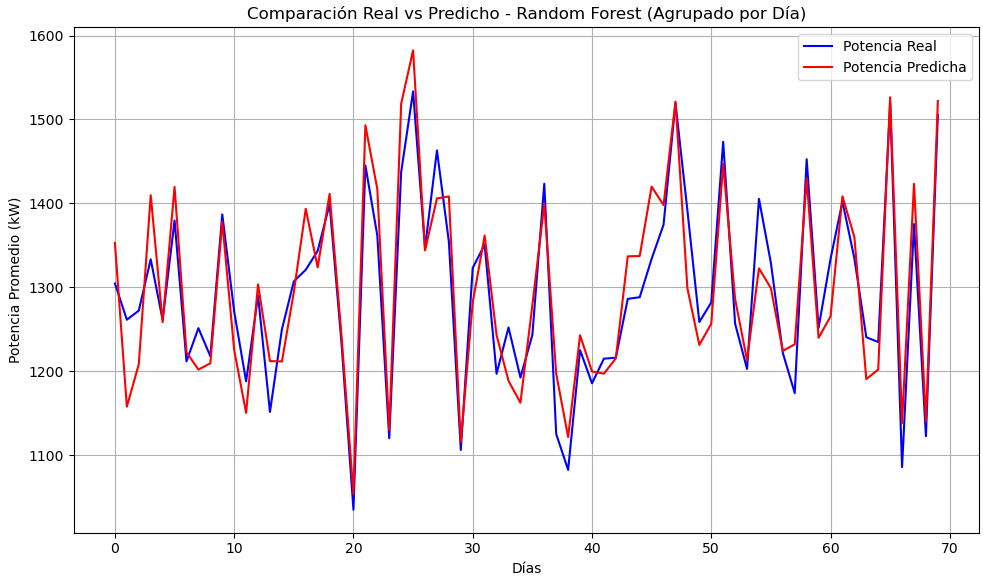 Comparación Real vs Predicho - Random Forest (Agrupado por Día)
Potencia Real
Potencia Predicha
Potencia Promedio (kW)
1600
1500
1400
1300
1200
1100
0 10 20 30 40 50 60 70
Días